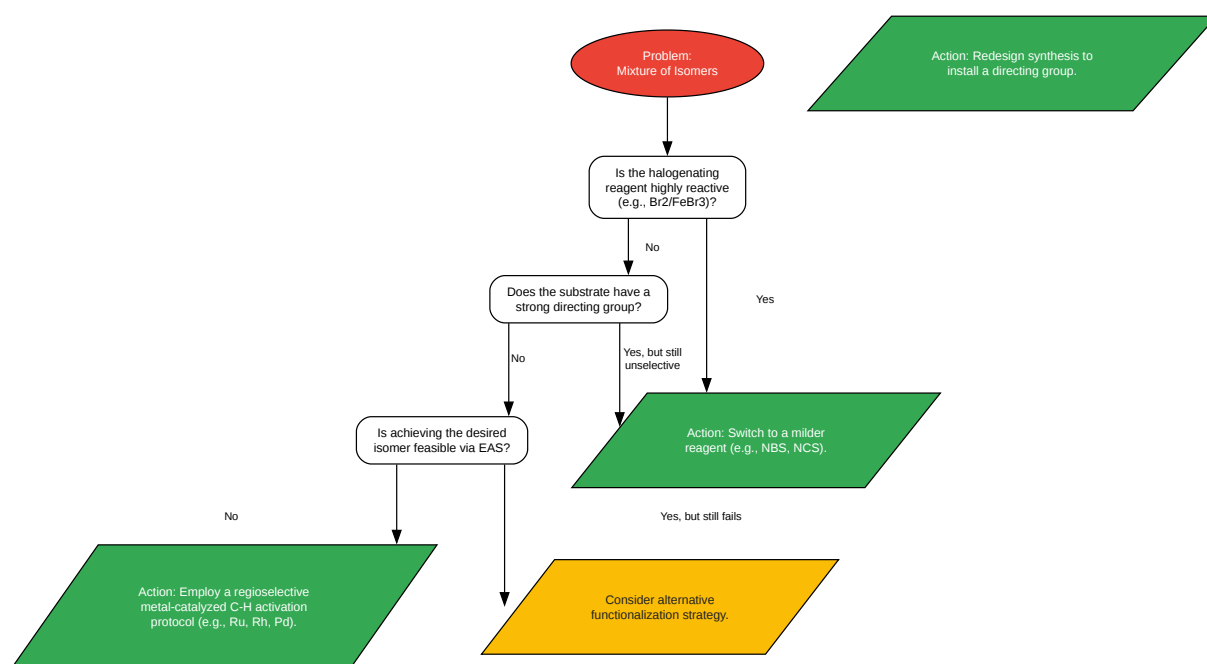 Problem:
Mixture of Isomers
Action: Redesign synthesis to
install a directing group.
Is the halogenating
reagent highly reactive
(e.g., Br2/FeBr3)?
No
Does the substrate have a
strong directing group?
Yes
No
Yes, but still
unselective
Is achieving the desired
isomer feasible via EAS?
Action: Switch to a milder
reagent (e.g., NBS, NCS).
No
Yes, but still fails
Action: Employ a regioselective
metal-catalyzed C-H activation
protocol (e.g., Ru, Rh, Pd).
Consider alternative
functionalization strategy.